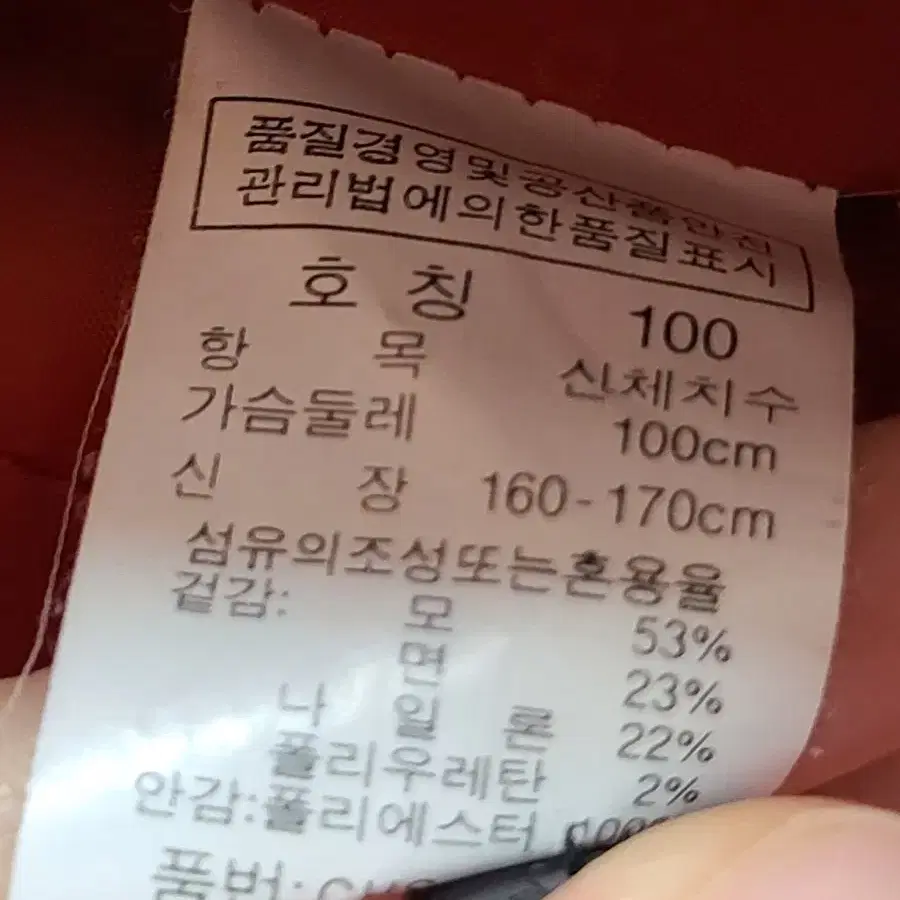 품질경영및공산품안전
관리법에의한품질표시
호 칭 100
항 목 신체치수
가슴둘레 100cm
신 장 160-170cm
섬유의조성또는혼용율
겉감: 모 53%
면 23%
나 일 론 22%
폴리우레탄 2%
안감:폴리에스터
품번: